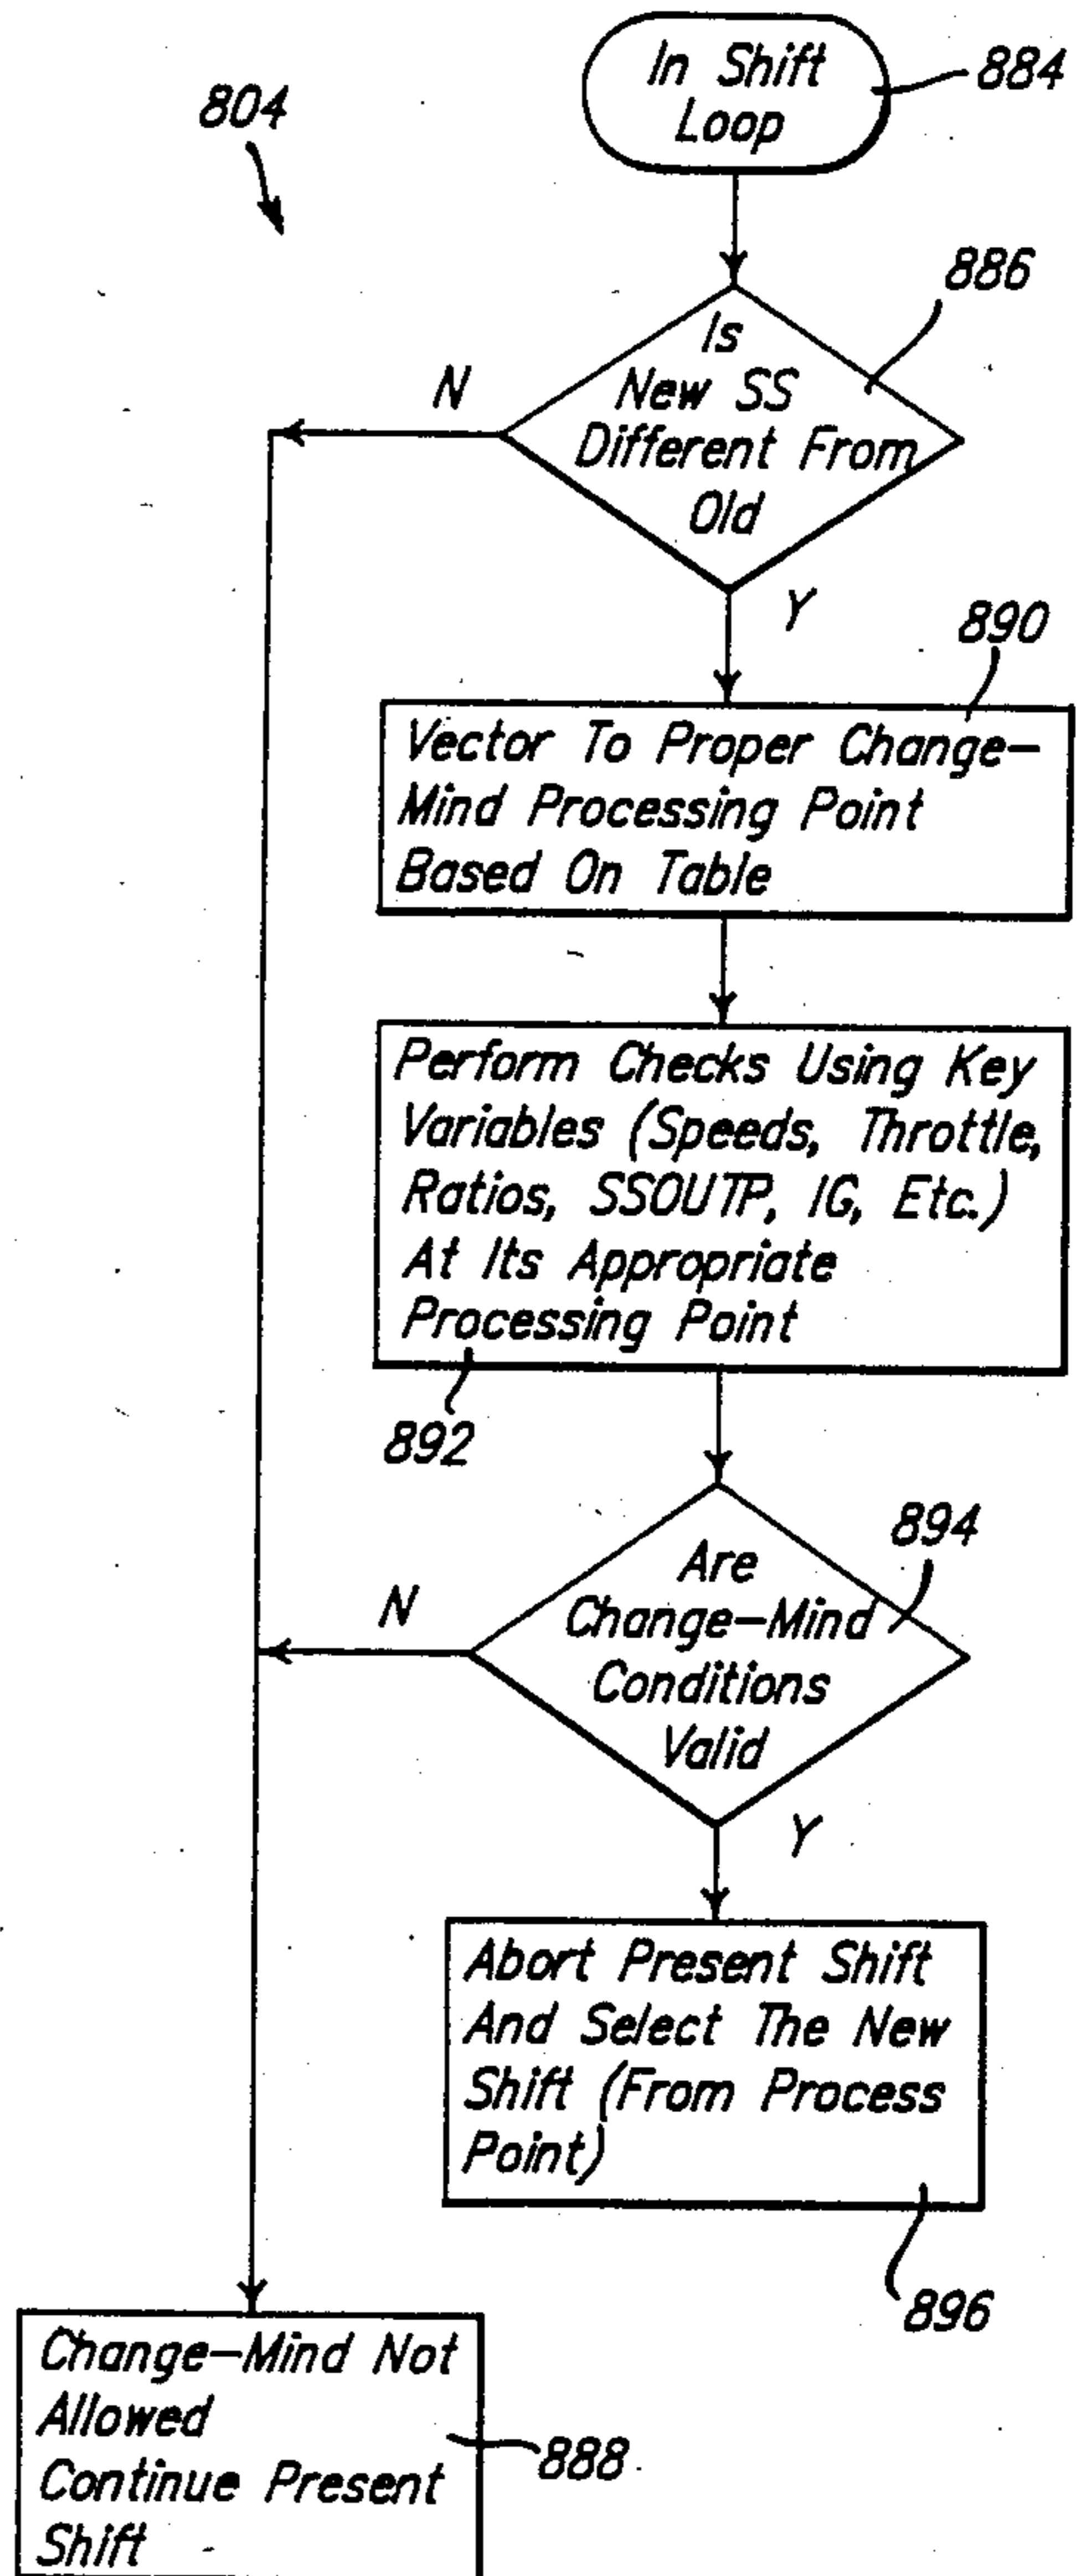 In Shift
Loop
884
804
886
Is
New SS
Different From
Old
N
Y
890
Vector To Proper Change-
Mind Processing Point
Based On Table
Perform Checks Using Key
Variables (Speeds, Throttle,
Ratios, SSOUTP, IG, Etc.)
At Its Appropriate
Processing Point
892
894
Are
Change-Mind
Conditions
Valid
N
Y
Abort Present Shift
And Select The New
Shift (From Process
Point)
896
Change-Mind Not
Allowed
Continue Present
Shift
888